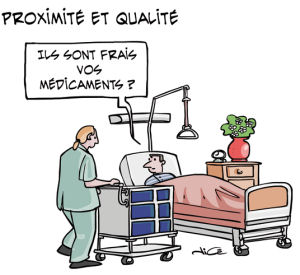 PROXIMITÉ ET QUALITÉ
ILS SONT FRAIS
VOS
MÉDICAMENTS ?